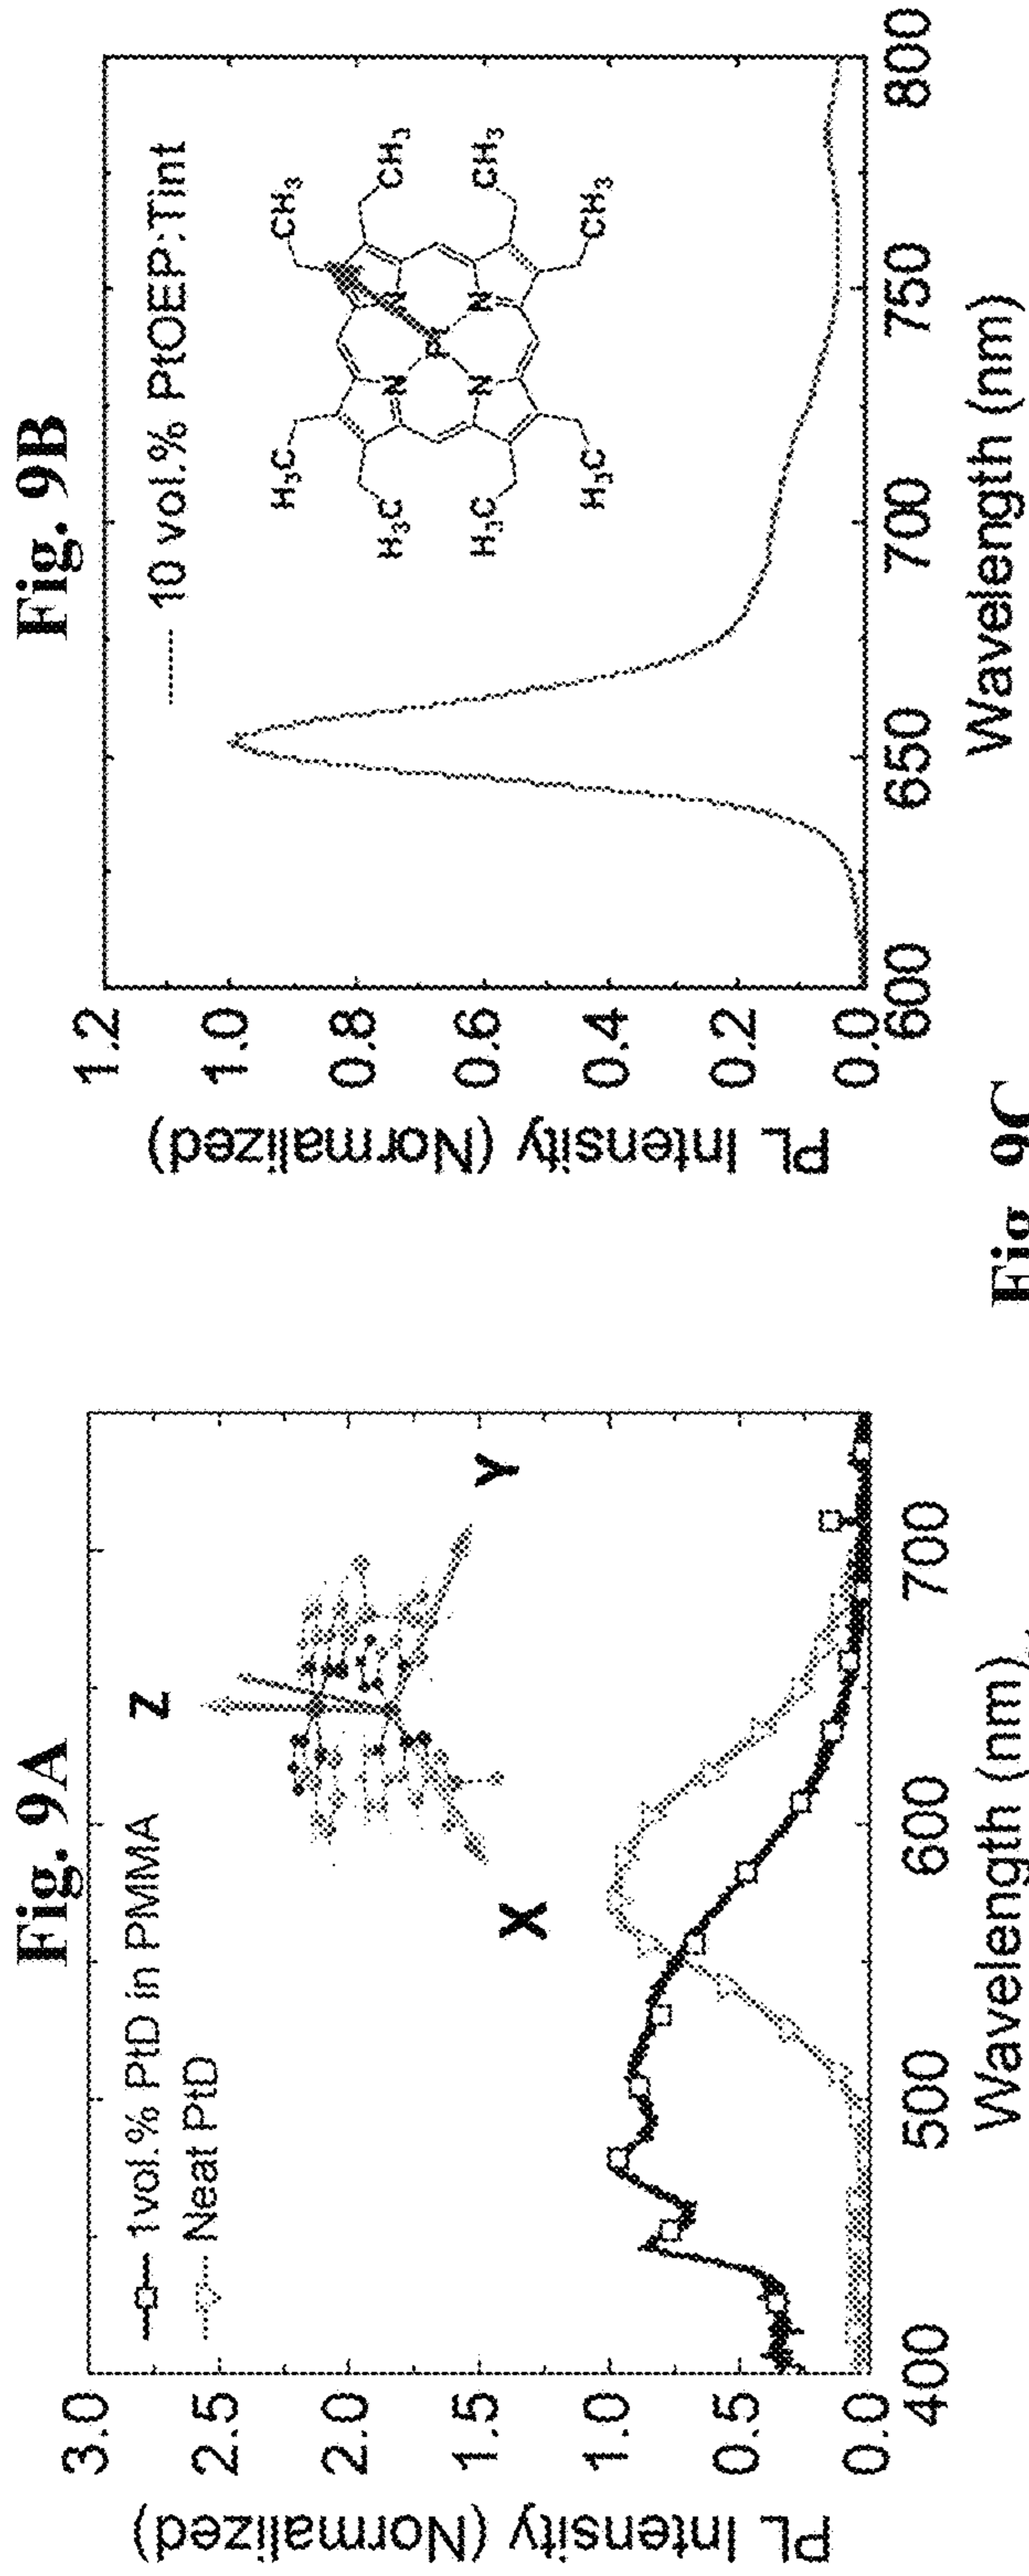 Fig. 9A
1vol.% PtD in PMMA
Neat PtD
Z
Y
X
3.0
2.5
2.0
1.5
1.0
0.5
0.0
400
500
600
700
PL Intensity (Normalized)
Wavelength (nm)
Fig. 9B
10 vol.% PtOEP:Tint
CH3
CH3
CH3
CH3
H3C
H3C
H3C
H3C
N
N
N
N
Pt
1.2
1.0
0.8
0.6
0.4
0.2
0.0
600
650
700
750
800
PL Intensity (Normalized)
Wavelength (nm)
Fig. 9C